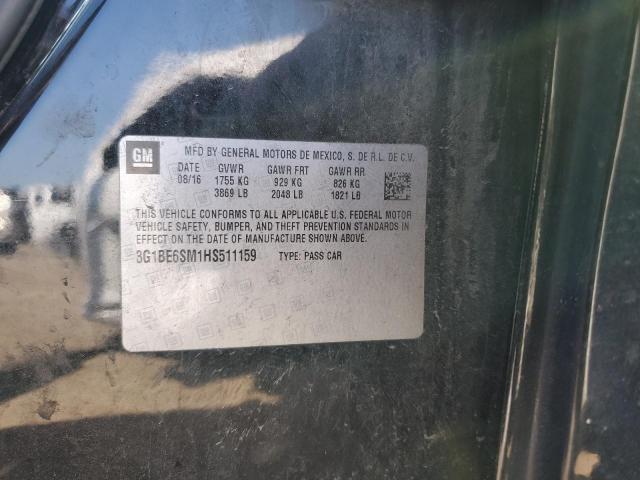 GM
MFD BY GENERAL MOTORS DE MEXICO, S. DE R.L. DE C.V.
DATE GVWR GAWR FRT GAWR RR
08/16 1755 KG 929 KG 826 KG
3869 LB 2048 LB 1821 LB
THIS VEHICLE CONFORMS TO ALL APPLICABLE U.S. FEDERAL MOTOR
VEHICLE SAFETY, BUMPER, AND THEFT PREVENTION STANDARDS
IN EFFECT ON THE DATE OF MANUFACTURE SHOWN ABOVE.
3G1BE6SM1HS511159 TYPE: PASS CAR